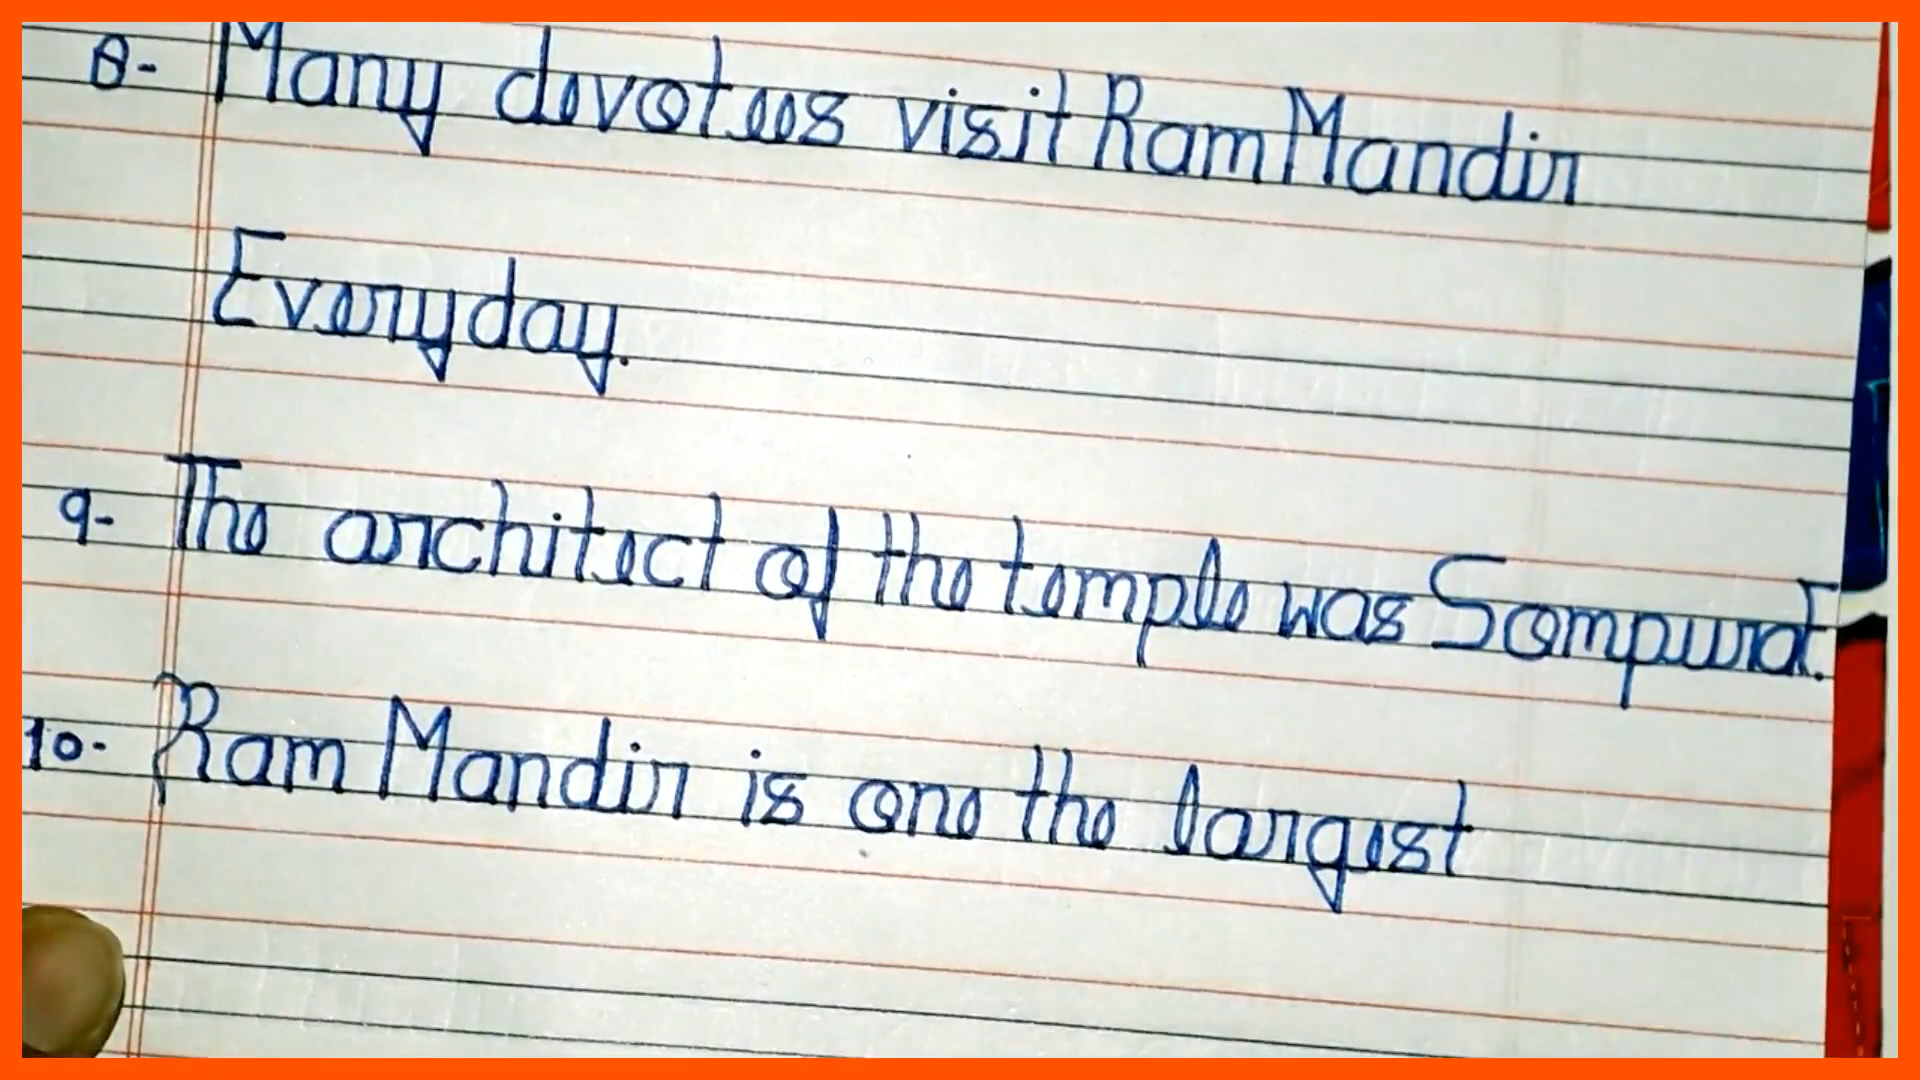 8- Many devotees visit Ram Mandir
Everyday.
9- The architect of the temple was Sompura.
10- Ram Mandir is one the largest